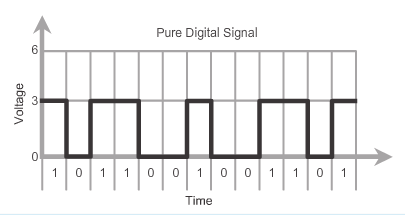 Pure Digital Signal
6
3
0
Voltage
1 0 1 1 0 0 1 0 0 1 1 0 1
Time